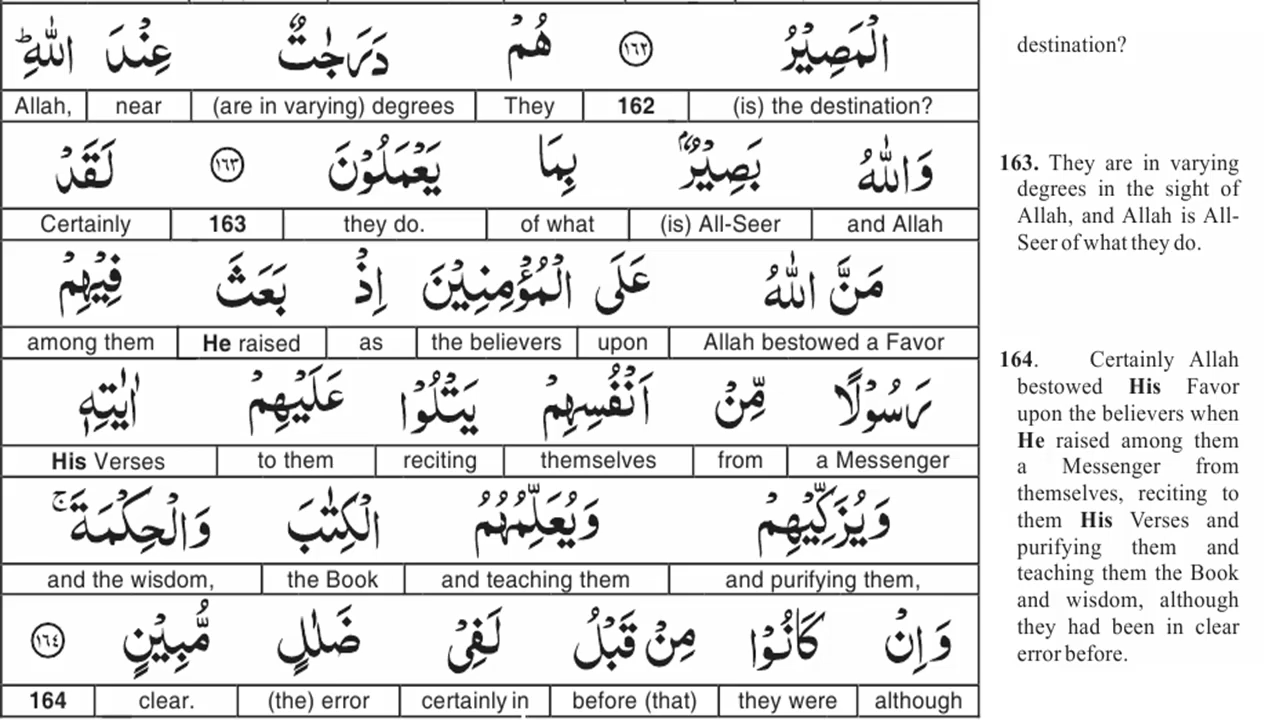 الْمَصِيْرُ ١٦٢ هُمْ دَرَجٰتٌ عِنْدَ اللّٰهِ ؕ
(is) the destination? 162 They (are in varying) degrees near Allah,
وَاللّٰهُ بَصِيْرٌۢ بِمَا يَعْمَلُوْنَ ١٦٣ لَقَدْ
and Allah (is) All-Seer of what they do. 163 Certainly
مَنَّ اللّٰهُ عَلَى الْمُؤْمِنِيْنَ اِذْ بَعَثَ فِيْهِمْ
Allah bestowed a Favor upon the believers as He raised among them
رَسُوْلًا مِّنْ اَنْفُسِهِمْ يَتْلُوْا عَلَيْهِمْ اٰيٰتِهٖ
a Messenger from themselves reciting to them His Verses
وَيُزَكِّيْهِمْ وَيُعَلِّمُهُمُ الْكِتٰبَ وَالْحِكْمَةَ ۚ
and purifying them, and teaching them the Book and the wisdom,
وَاِنْ كَانُوْا مِنْ قَبْلُ لَفِيْ ضَلٰلٍ مُّبِيْنٍ ١٦٤
although they were before (that) certainly in (the) error clear. 164
destination?
163. They are in varying
degrees in the sight of
Allah, and Allah is All-
Seer of what they do.
164. Certainly Allah
bestowed His Favor
upon the believers when
He raised among them
a Messenger from
themselves, reciting to
them His Verses and
purifying them and
teaching them the Book
and wisdom, although
they had been in clear
error before.